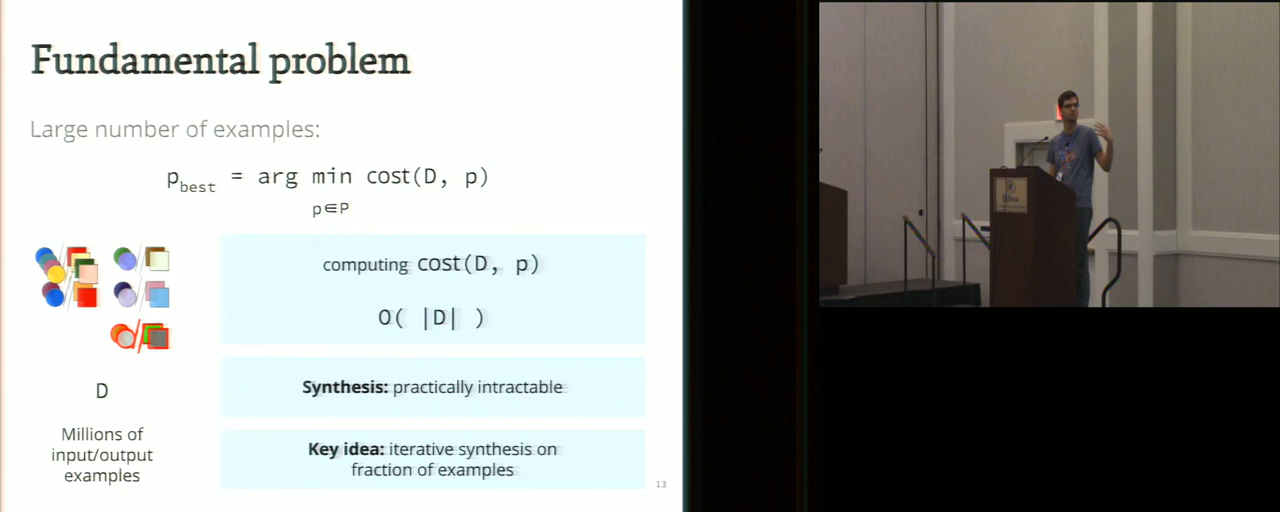 Fundamental problem
Large number of examples:
p_best = arg min cost(D, p)
p∈P
computing cost(D, p)
O( |D| )
D
Synthesis: practically intractable
Millions of
input/output
examples
Key idea: iterative synthesis on
fraction of examples
13
Hilton